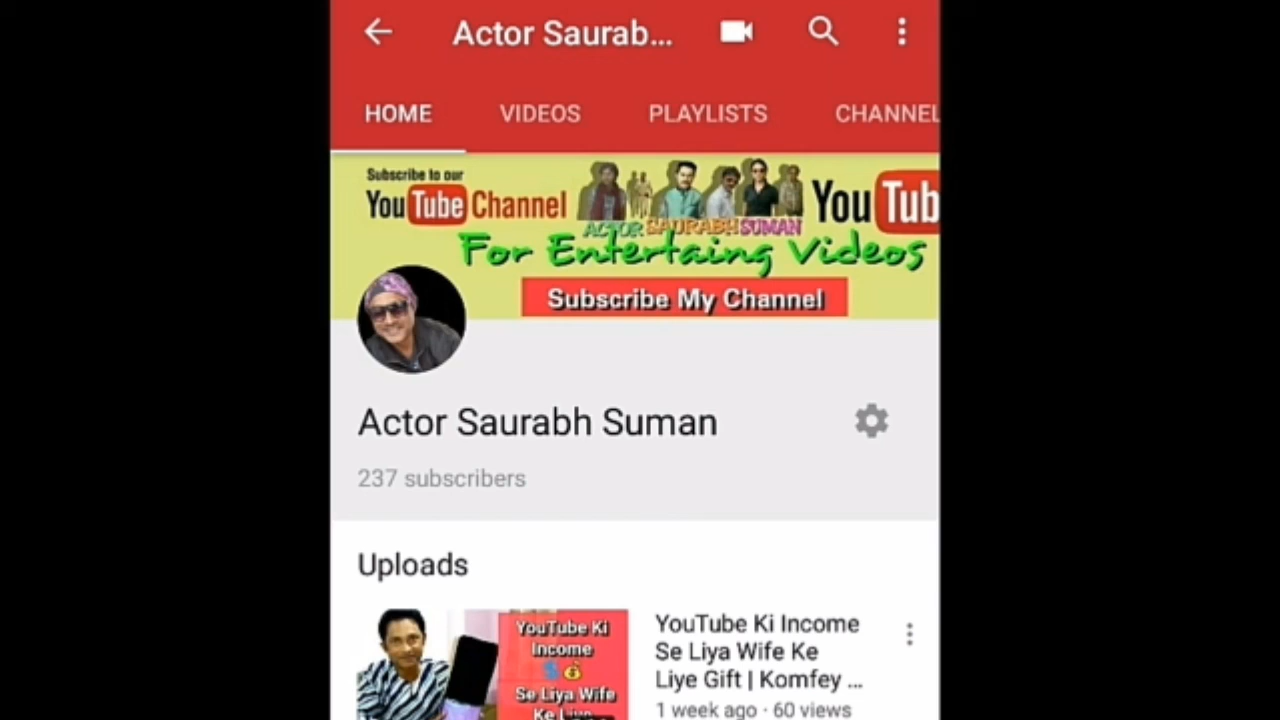 Actor Saurab...
HOME VIDEOS PLAYLISTS CHANNEL
Subscribe to our
YouTube Channel
YouTub
ACTOR SAURABH SUMAN
For Entertaing Videos
Subscribe My Channel
Actor Saurabh Suman
237 subscribers
Uploads
YouTube Ki
Income
Se Liya Wife
Ke
YouTube Ki Income
Se Liya Wife Ke
Liye Gift | Komfey ...
1 week ago · 60 views